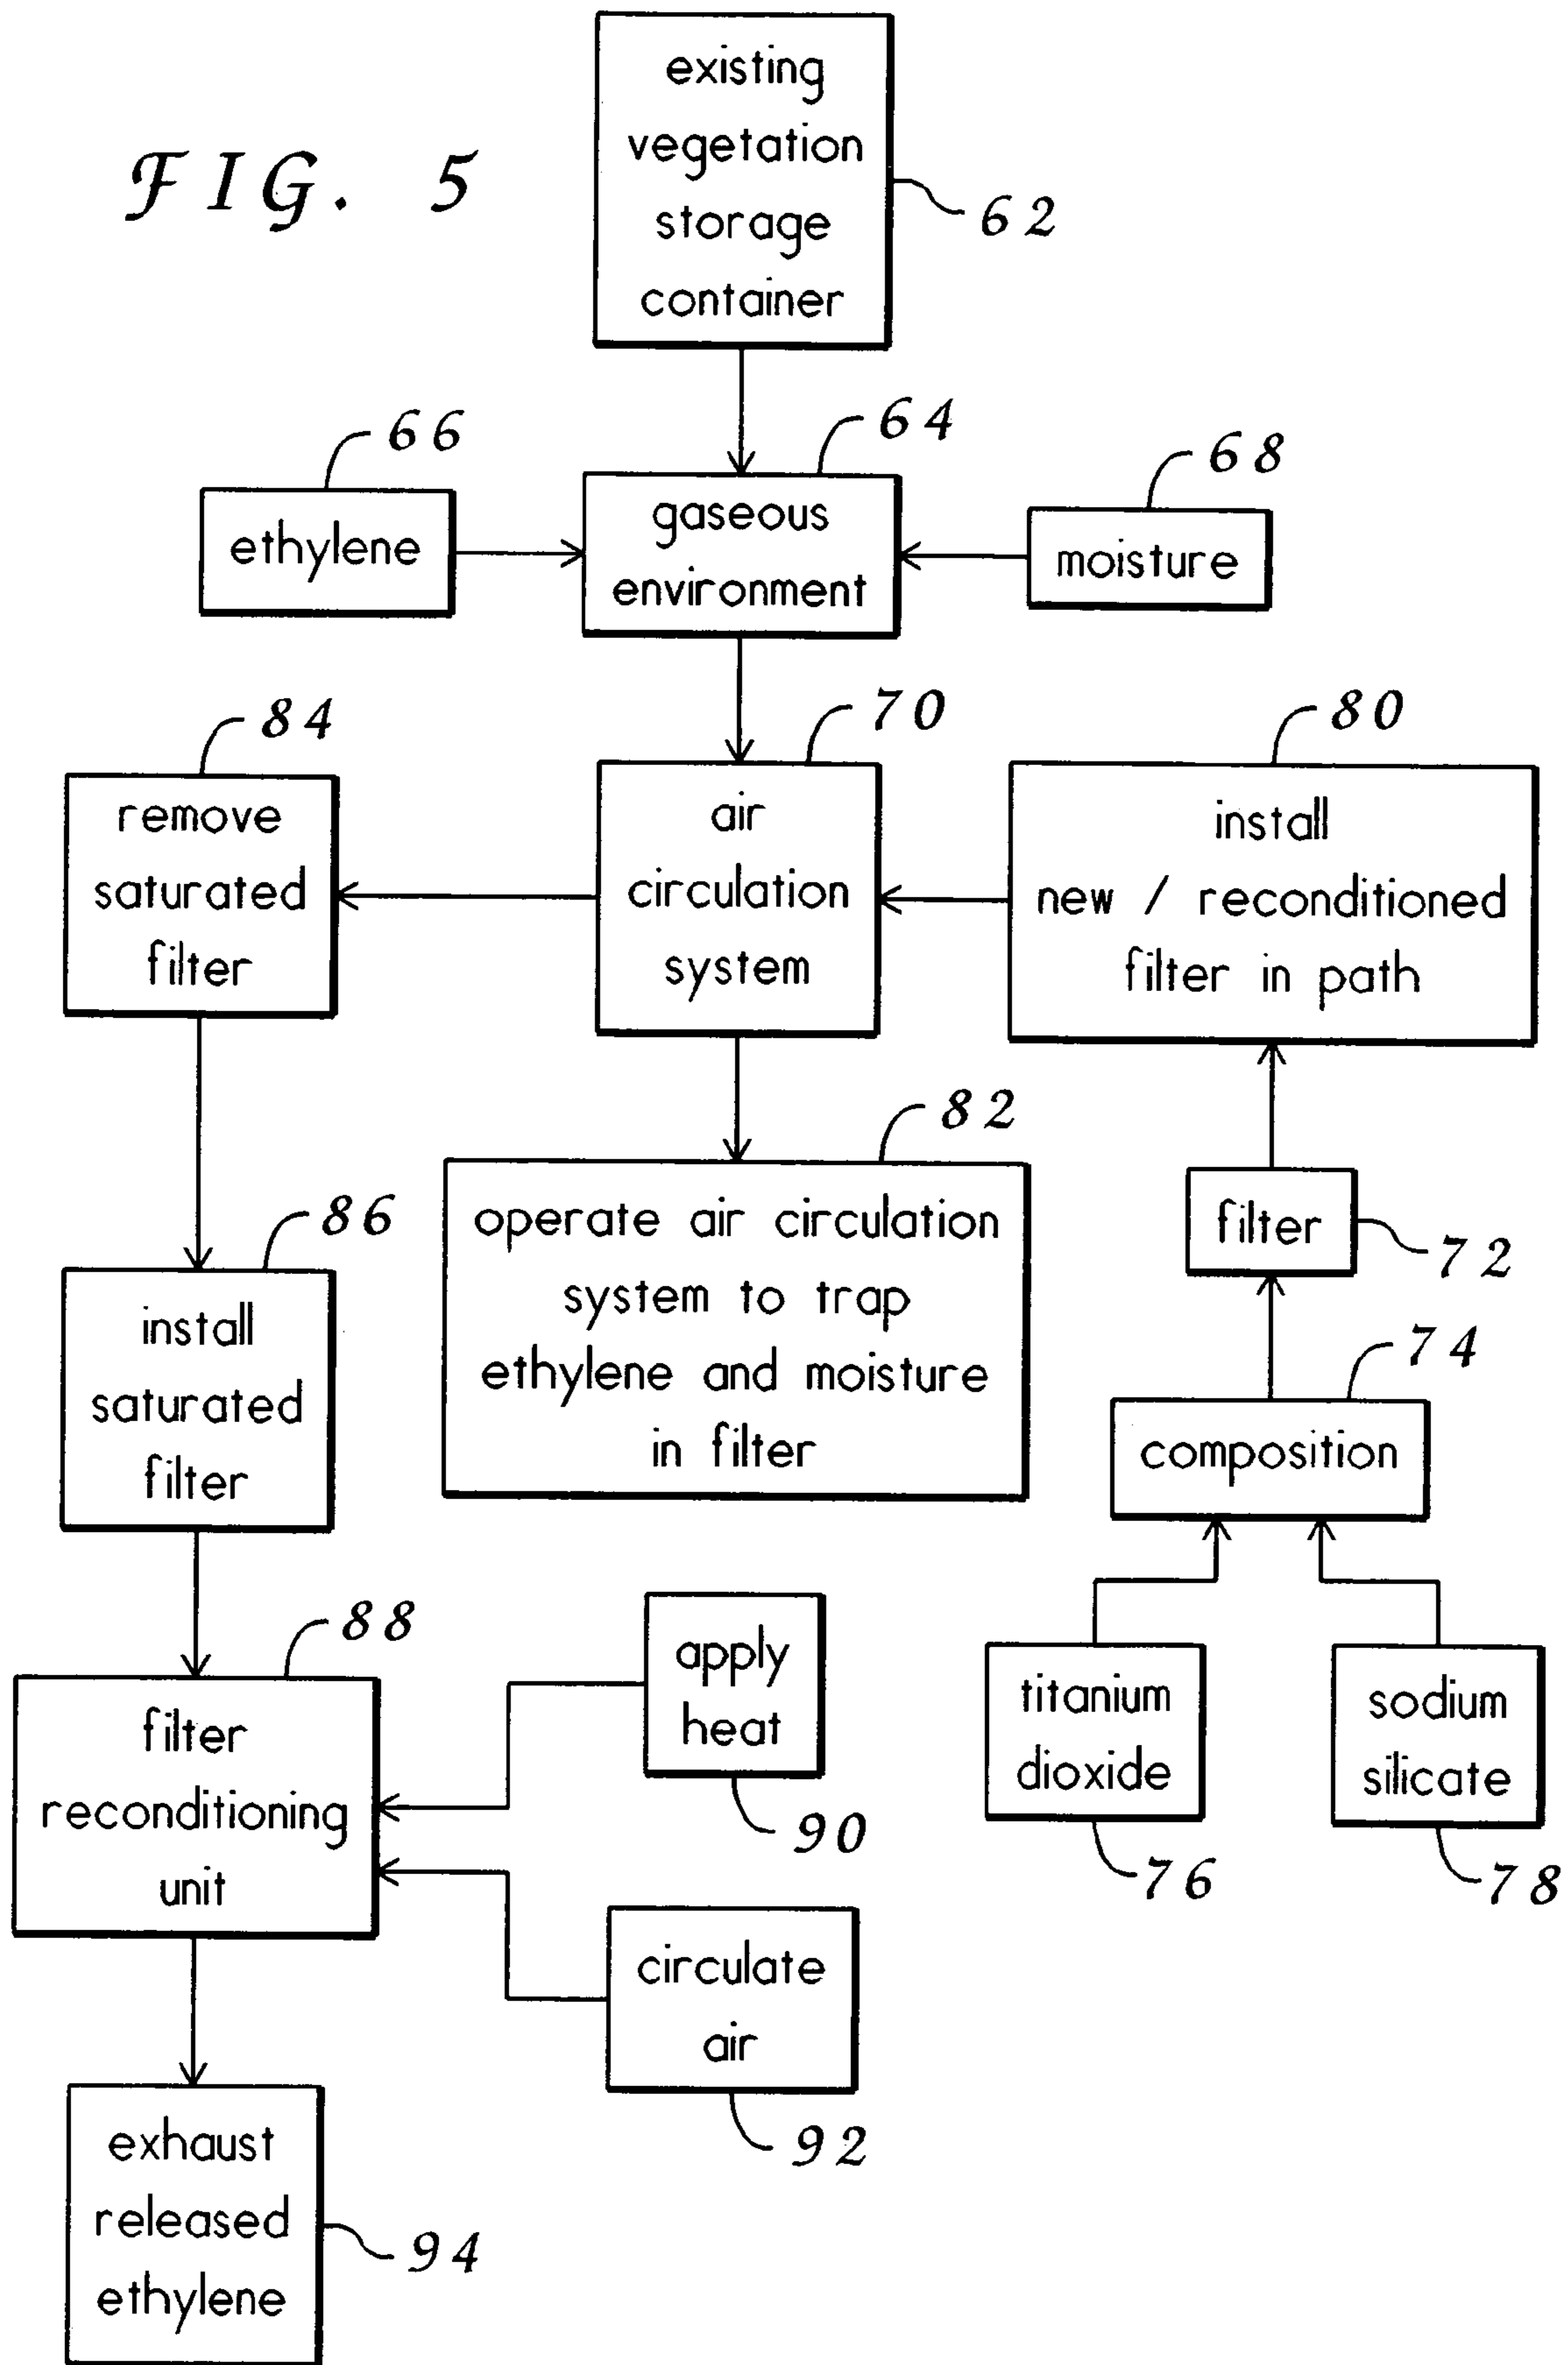 FIG. 5
existing
vegetation
storage
container
62
66
64
68
ethylene
gaseous
environment
moisture
84
70
80
remove
saturated
filter
air
circulation
system
install
new / reconditioned
filter in path
82
operate air circulation
system to trap
ethylene and moisture
in filter
filter
72
86
install
saturated
filter
74
composition
88
filter
reconditioning
unit
apply
heat
90
titanium
dioxide
76
sodium
silicate
78
circulate
air
92
exhaust
released
ethylene
94